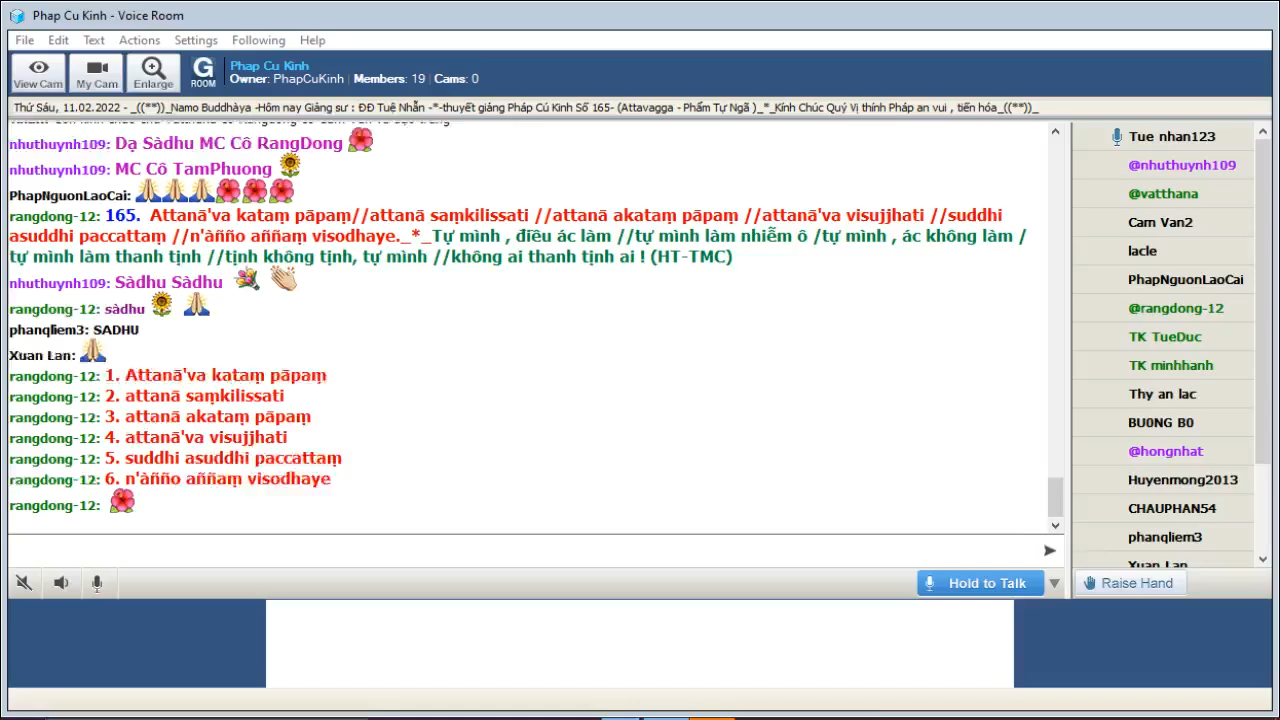 Phap Cu Kinh - Voice Room
File Edit Text Actions Settings Following Help
View Cam My Cam Enlarge G ROOM
Phap Cu Kinh
Owner: PhapCuKinh Members: 19 Cams: 0
Thứ Sáu, 11.02.2022 - _((**))_Namo Buddhàya -Hôm nay Giảng sư : ĐĐ Tuệ Nhẫn -*-thuyết giảng Pháp Cú Kinh Số 165- (Attavagga - Phẩm Tự Ngã )_*_Kính Chúc Quý Vị thính Pháp an vui , tiến hóa_((**))_
nhuthuynh109: Dạ Sàdhu MC Cô RangDong
nhuthuynh109: MC Cô TamPhuong
PhapNguonLaoCai:
rangdong-12: 165. Attanā'va kataṃ pāpaṃ//attanā saṃkilissati //attanā akataṃ pāpaṃ //attanā'va visujjhati //suddhi
asuddhi paccattaṃ //n'àñño aññaṃ visodhaye._*_Tự mình , điều ác làm //tự mình làm nhiễm ô /tự mình , ác không làm /
tự mình làm thanh tịnh //tịnh không tịnh, tự mình //không ai thanh tịnh ai ! (HT-TMC)
nhuthuynh109: Sàdhu Sàdhu
rangdong-12: sàdhu
phanqliem3: SADHU
Xuan Lan:
rangdong-12: 1. Attanā'va kataṃ pāpaṃ
rangdong-12: 2. attanā saṃkilissati
rangdong-12: 3. attanā akataṃ pāpaṃ
rangdong-12: 4. attanā'va visujjhati
rangdong-12: 5. suddhi asuddhi paccattaṃ
rangdong-12: 6. n'àñño aññaṃ visodhaye
rangdong-12:
Tue nhan123
@nhuthuynh109
@vatthana
Cam Van2
lacle
PhapNguonLaoCai
@rangdong-12
TK TueDuc
TK minhhanh
Thy an lac
BU0NG B0
@hongnhat
Huyenmong2013
CHAUPHAN54
phanqliem3
Xuan Lan
Hold to Talk
Raise Hand